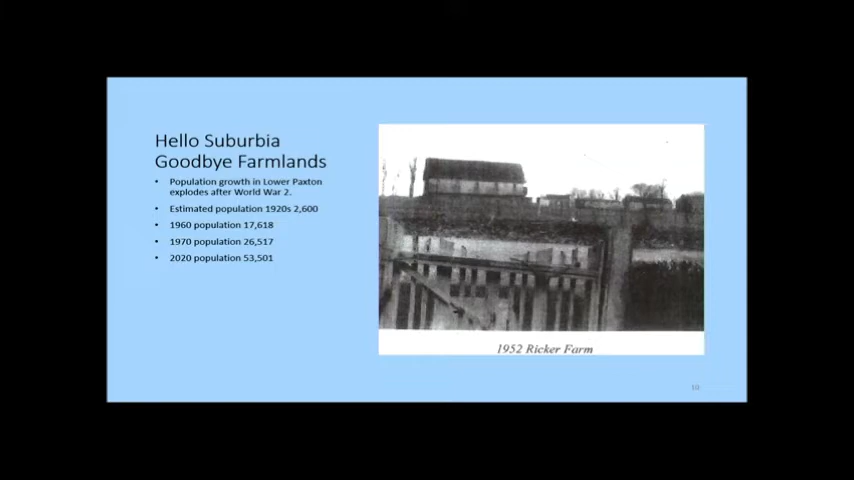 Hello Suburbia
Goodbye Farmlands
• Population growth in Lower Paxton
explodes after World War 2.
• Estimated population 1920s 2,600
• 1960 population 17,618
• 1970 population 26,517
• 2020 population 53,501
1952 Ricker Farm
10